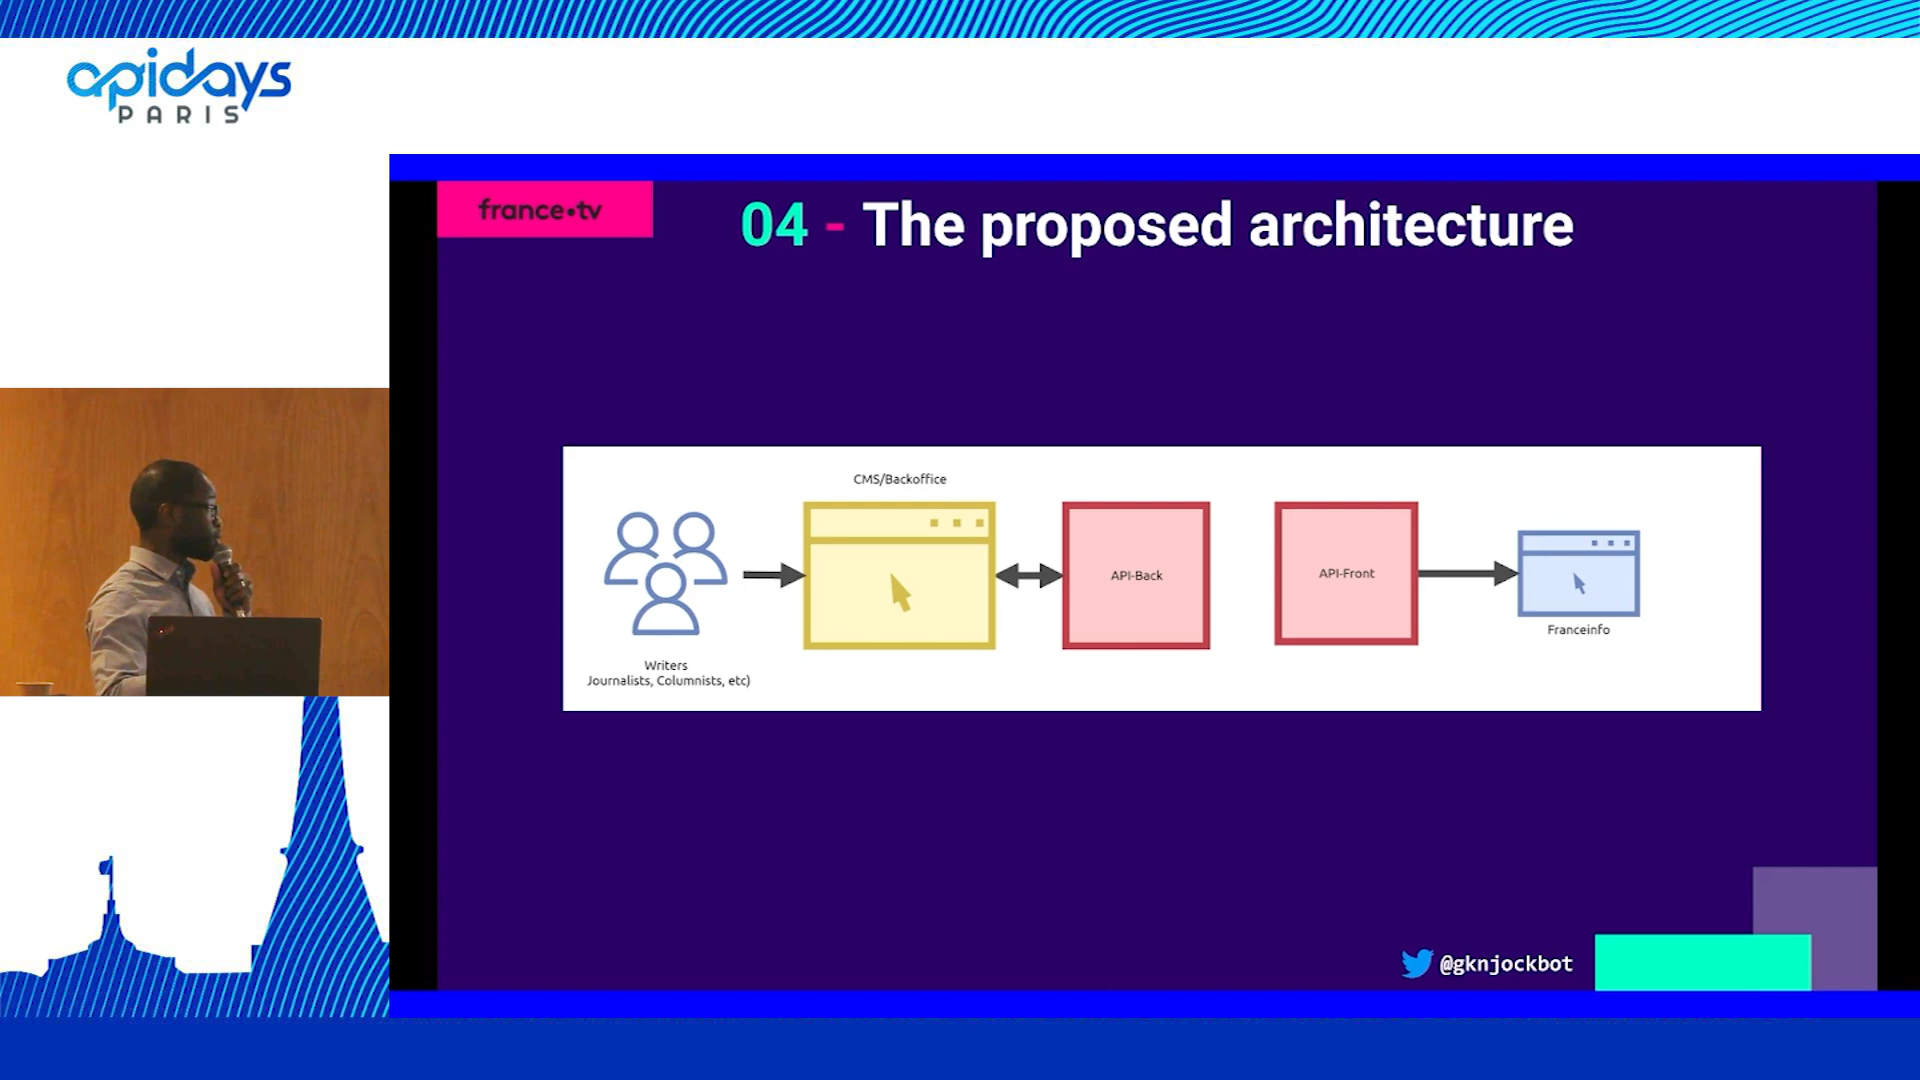 apidays
PARIS
france•tv
04 - The proposed architecture
CMS/Backoffice
API-Back
API-Front
Franceinfo
Writers
Journalists, Columnists, etc)
@gknjockbot